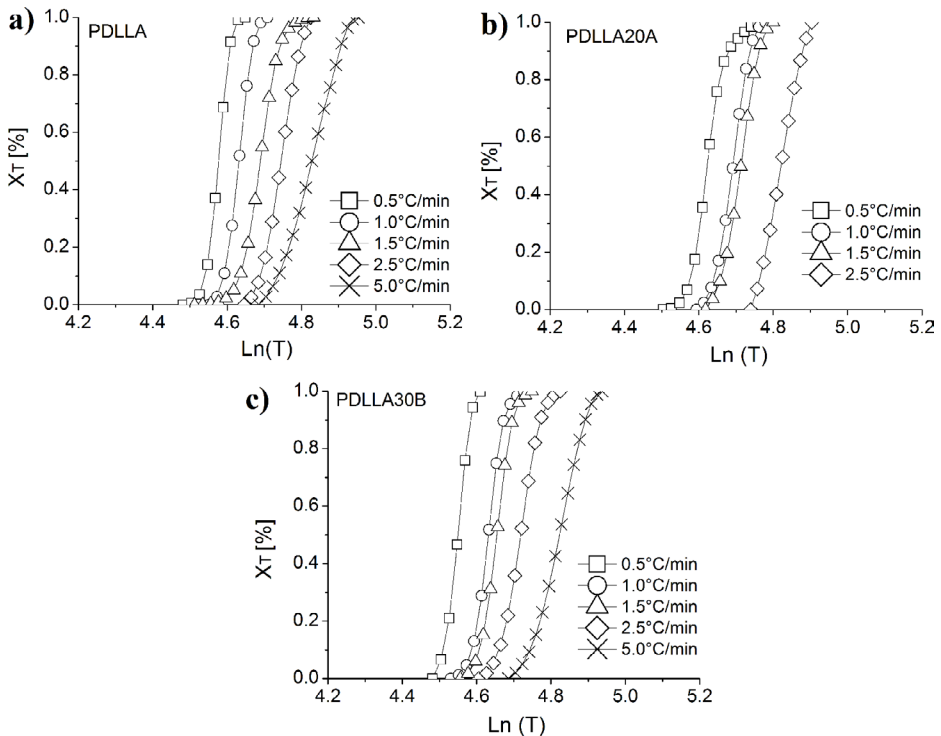 a)
PDLLA
1.0
0.8
0.6
0.4
0.2
0.0
XT [%]
0.5°C/min
1.0°C/min
1.5°C/min
2.5°C/min
5.0°C/min
4.2 4.4 4.6 4.8 5.0 5.2
Ln(T)
b)
PDLLA20A
1.0
0.8
0.6
0.4
0.2
0.0
XT [%]
0.5°C/min
1.0°C/min
1.5°C/min
2.5°C/min
4.2 4.4 4.6 4.8 5.0 5.2
Ln (T)
c)
PDLLA30B
1.0
0.8
0.6
0.4
0.2
0.0
XT [%]
0.5°C/min
1.0°C/min
1.5°C/min
2.5°C/min
5.0°C/min
4.2 4.4 4.6 4.8 5.0 5.2
Ln (T)